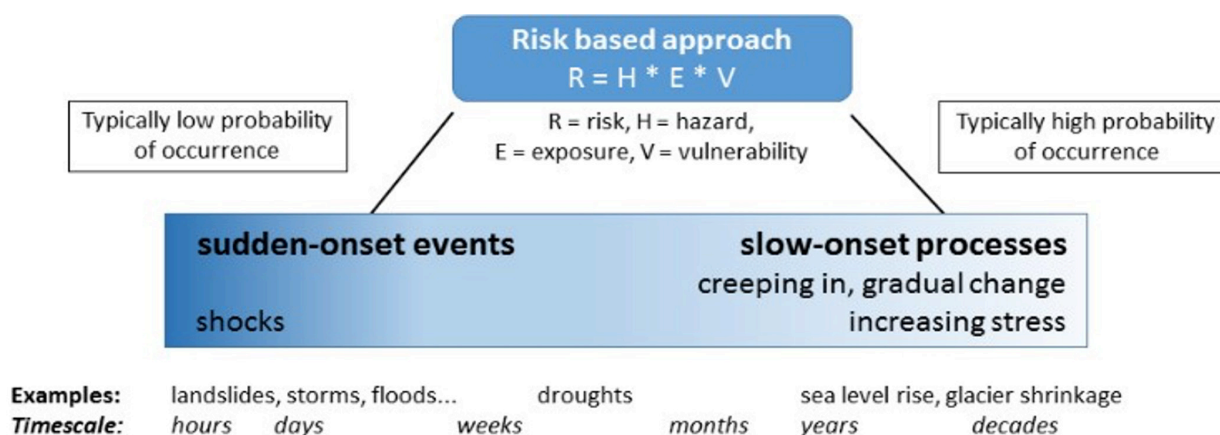 Risk based approach
R = H * E * V
Typically low probability
of occurrence
R = risk, H = hazard,
E = exposure, V = vulnerability
Typically high probability
of occurrence
sudden-onset events
shocks
slow-onset processes
creeping in, gradual change
increasing stress
Examples: landslides, storms, floods... droughts sea level rise, glacier shrinkage
Timescale: hours days weeks months years decades